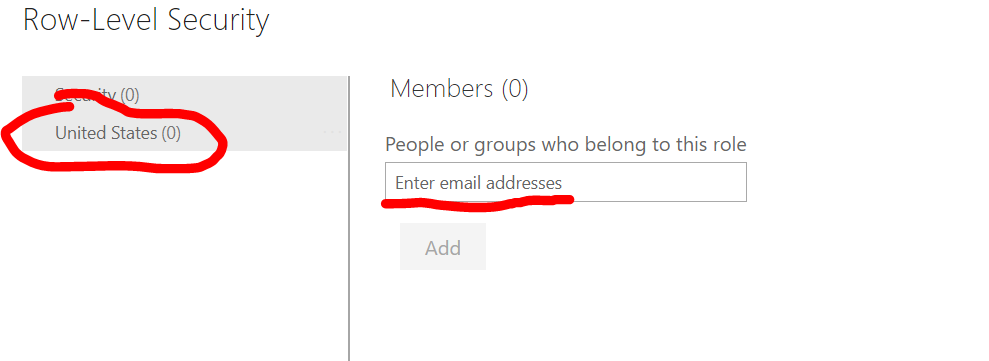 Row-Level Security
Security (0)
United States (0)
Members (0)
People or groups who belong to this role
Enter email addresses
Add